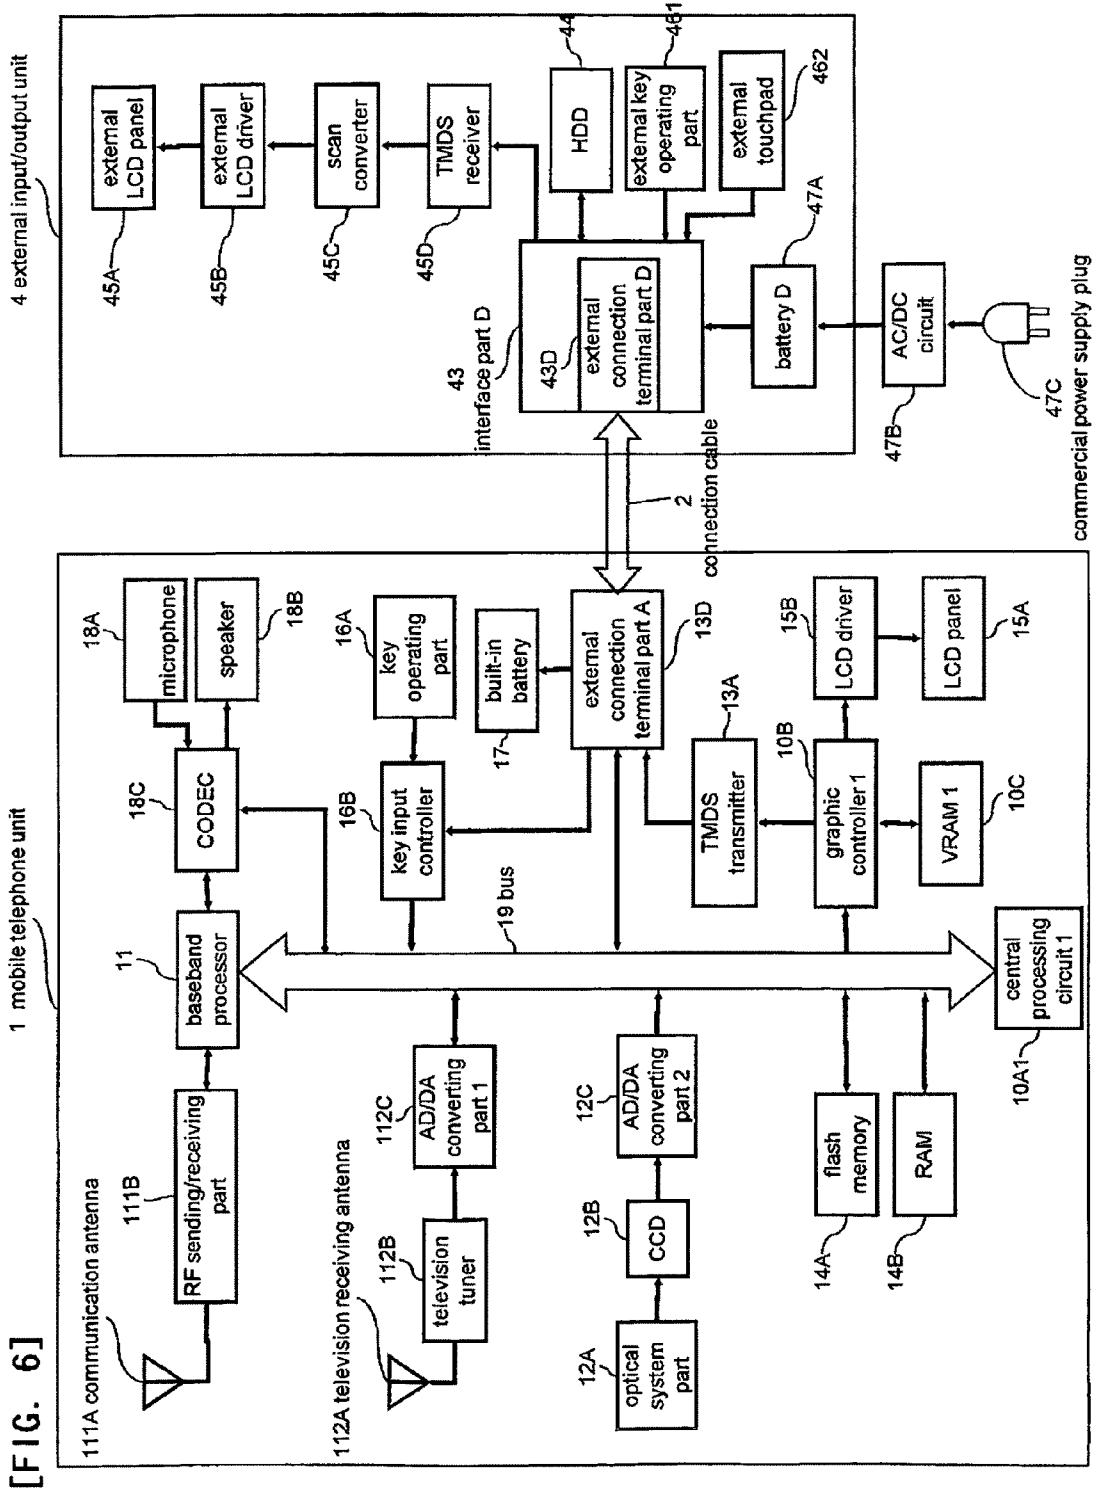 [FIG. 6]
1 mobile telephone unit
111A communication antenna
111B
RF sending/receiving
part
11
baseband
processor
18C
CODEC
18A
microphone
speaker
18B
112A television receiving antenna
112B
television
tuner
112C
AD/DA
converting
part 1
16B
key input
controller
16A
key
operating
part
19 bus
17
built-in
battery
external
connection
terminal part A
13D
12A
optical
system
part
12B
CCD
12C
AD/DA
converting
part 2
TMDS
transmitter
13A
14A
flash
memory
10B
graphic
controller 1
15B
LCD driver
14B
RAM
VRAM 1
10C
LCD panel
15A
10A1
central
processing
circuit 1
2
connection cable
4 external input/output unit
45A
external
LCD panel
45B
external
LCD driver
45C
scan
converter
45D
TMDS
receiver
43
interface part D
43D
external
connection
terminal part D
HDD
44
external key
operating
part
461
external
touchpad
462
battery D
47A
47B
AC/DC
circuit
47C
commercial power supply plug